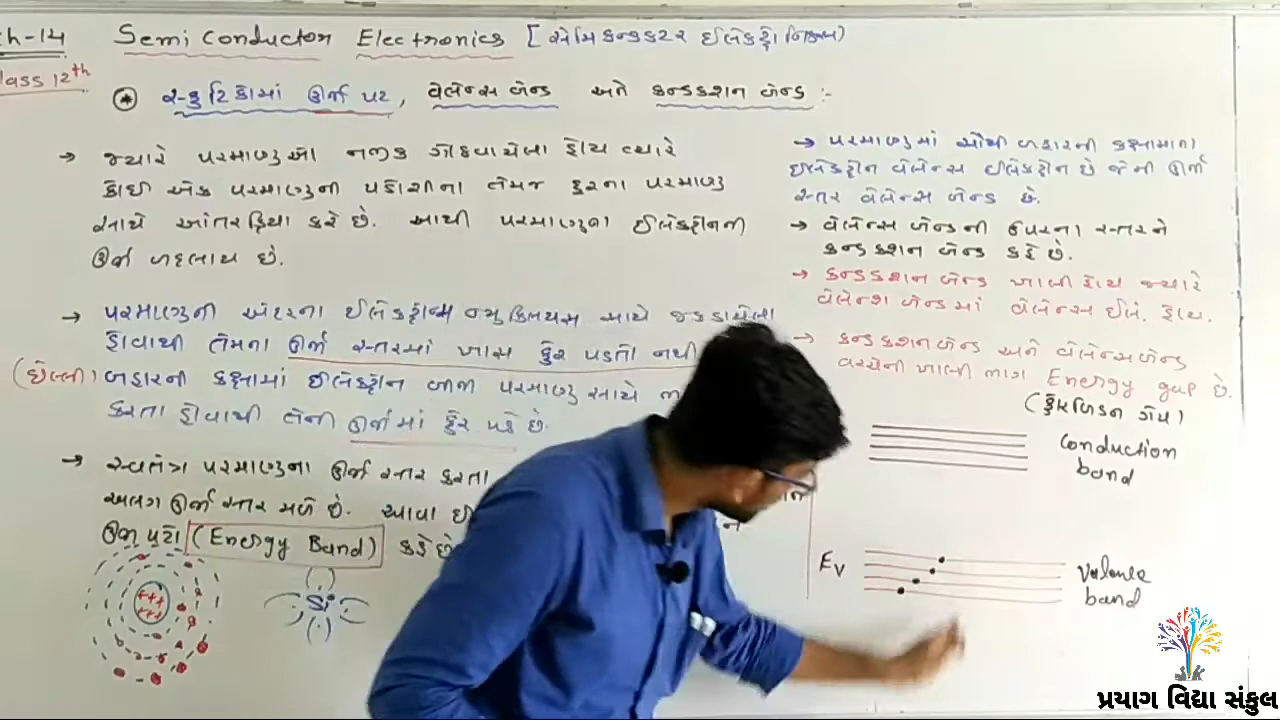 ch-14 Semi Conductor Electronics [સેમિકન્ડક્ટર ઈલેક્ટ્રોનિક્સ)
Class 12th
સ્ફટિકોમાં ઊર્જા પટ, વેલેન્સ બેન્ડ અને કન્ડક્શન બેન્ડ :-
→ જ્યારે પરમાણુઓ નજીક ગોઠવાયેલા હોય ત્યારે
કોઈ એક પરમાણુની પડોશીના તેમજ દુરના પરમાણુ
સાથે આંતરક્રિયા કરે છે. આથી પરમાણુના ઈલેક્ટ્રોનની
ઊર્જા બદલાય છે.
→ પરમાણુની અંદરના ઈલેક્ટ્રોન્સ ન્યુક્લિયસ સાથે જકડાયેલા
હોવાથી તેમના ઊર્જા સ્તરમાં ખાસ ફેર પડતો નથી
(છેલ્લી) બહારની કક્ષામાં ઈલેક્ટ્રોન બીજા પરમાણુ સાથે
કરતા હોવાથી તેની ઊર્જામાં ફેર પડે છે.
→ સ્વતંત્ર પરમાણુના ઊર્જા સ્તર કરતા
અલગ ઊર્જા સ્તર મળે છે. આવા
ઊર્જા પટો (Energy Band) કહે છે
+++
+++
Si
→ પરમાણુમાં સૌથી બહારની કક્ષામાંના
ઈલેક્ટ્રોન વેલેન્સ ઈલેક્ટ્રોન છે જેની ઊર્જા
સ્તર વેલેન્સ બેન્ડ છે.
→ વેલેન્સ બેન્ડની ઉપરના સ્તરને
કન્ડક્શન બેન્ડ કહે છે.
→ કન્ડક્શન બેન્ડ ખાલી હોય જ્યારે
વેલેન્શ બેન્ડમાં વેલેન્સ ઈલે. હોય.
→ કન્ડક્શન બેન્ડ અને વેલેન્સ બેન્ડ
વચ્ચેની ખાલી ભાગ Energy gap છે.
(ફોરબિડન ગેપ)
Conduction
band
Ev
Valence
band
પ્રયાગ વિદ્યા સંકુલ